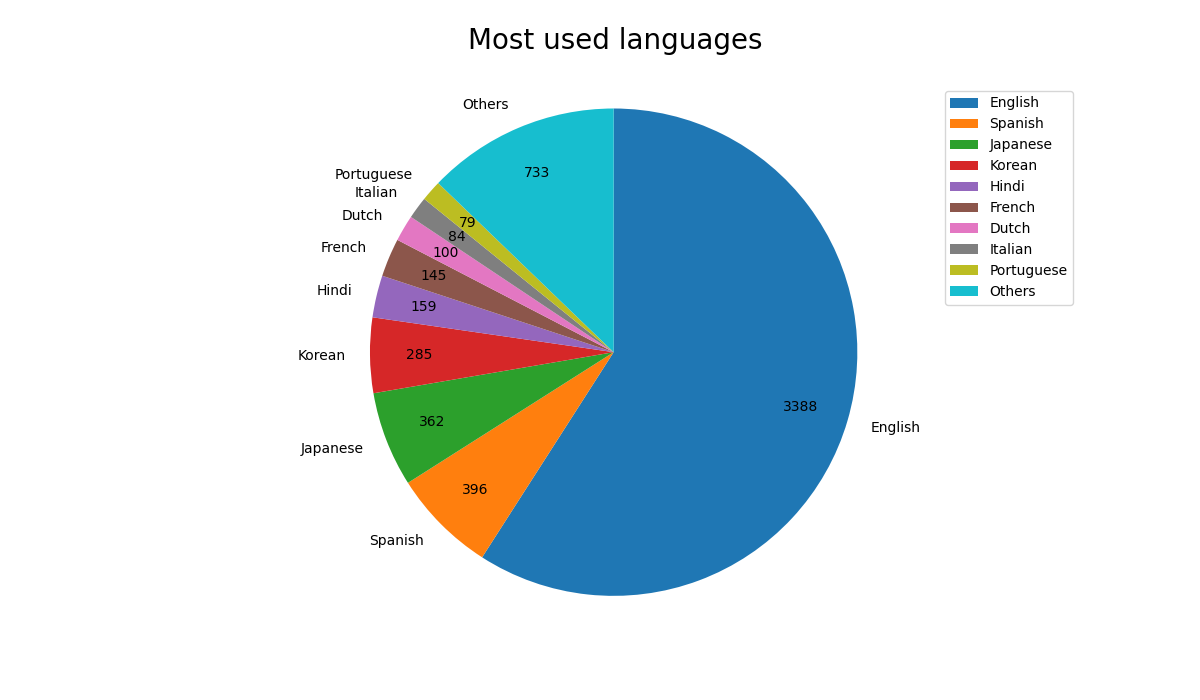 Most used languages
Others
733
Portuguese
79
Italian
84
Dutch
100
French
145
Hindi
159
Korean
285
Japanese
362
Spanish
396
English
3388
English
Spanish
Japanese
Korean
Hindi
French
Dutch
Italian
Portuguese
Others